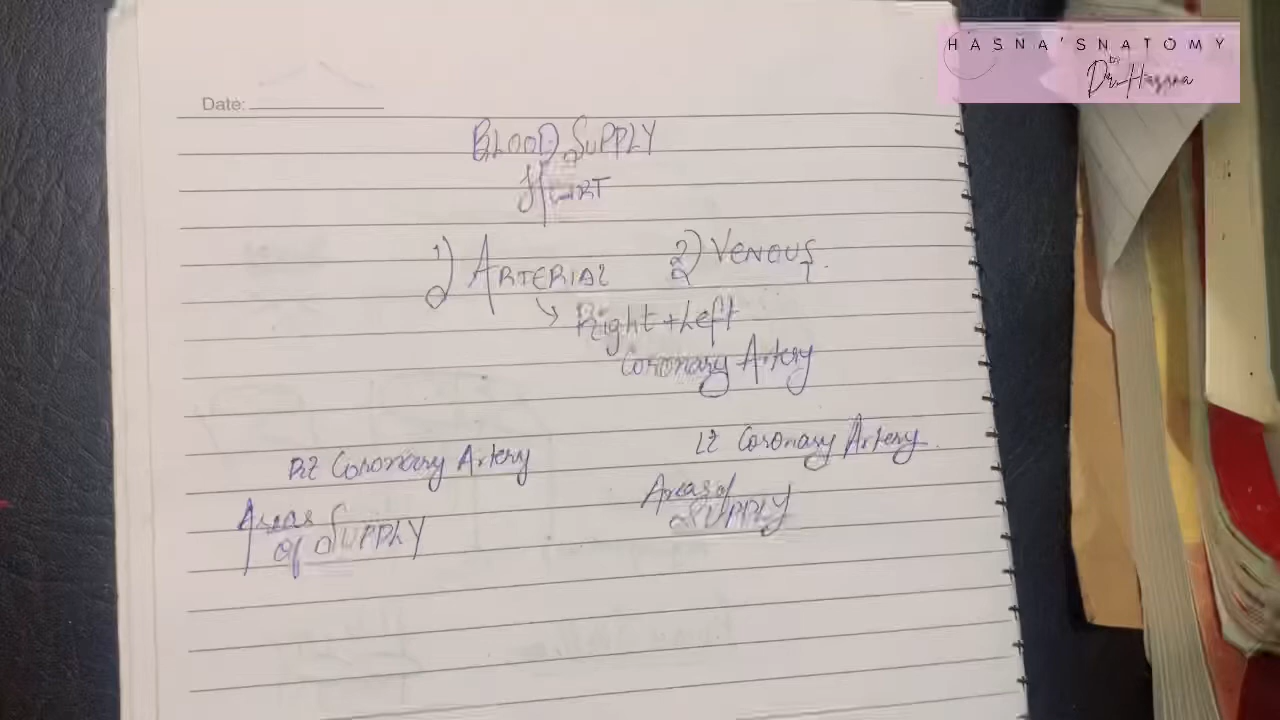 HASNA'SNATOMY
by
Dr. Hasna
Date:
BLOOD SUPPLY
HEART
1) ARTERIAL 2) VENOUS.
→ Right + Left
Coronary Artery
Rt Coronary Artery
Areas
of SUPPLY
Lt Coronary Artery.
Areas of
SUPPLY